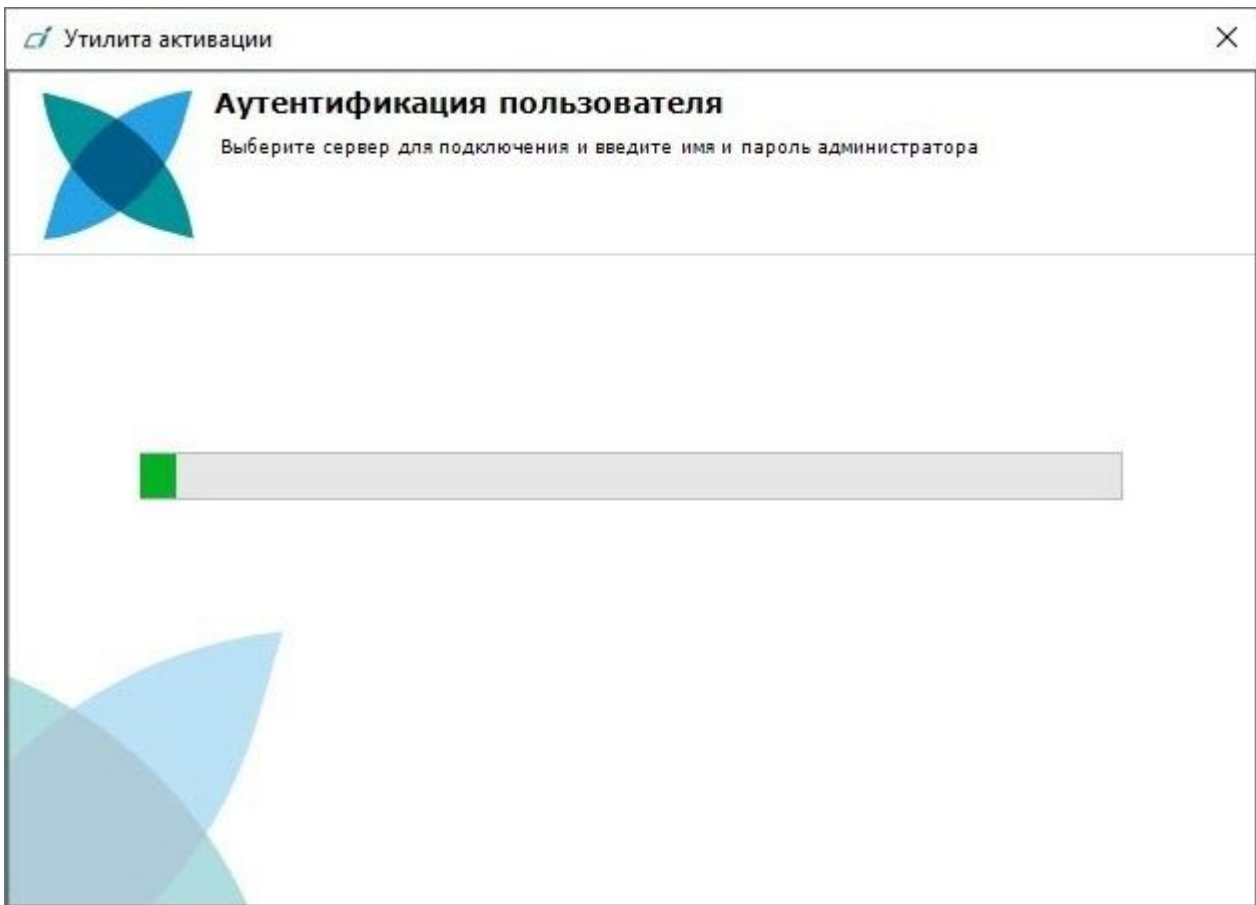 Утилита активации
Аутентификация пользователя
Выберите сервер для подключения и введите имя и пароль администратора